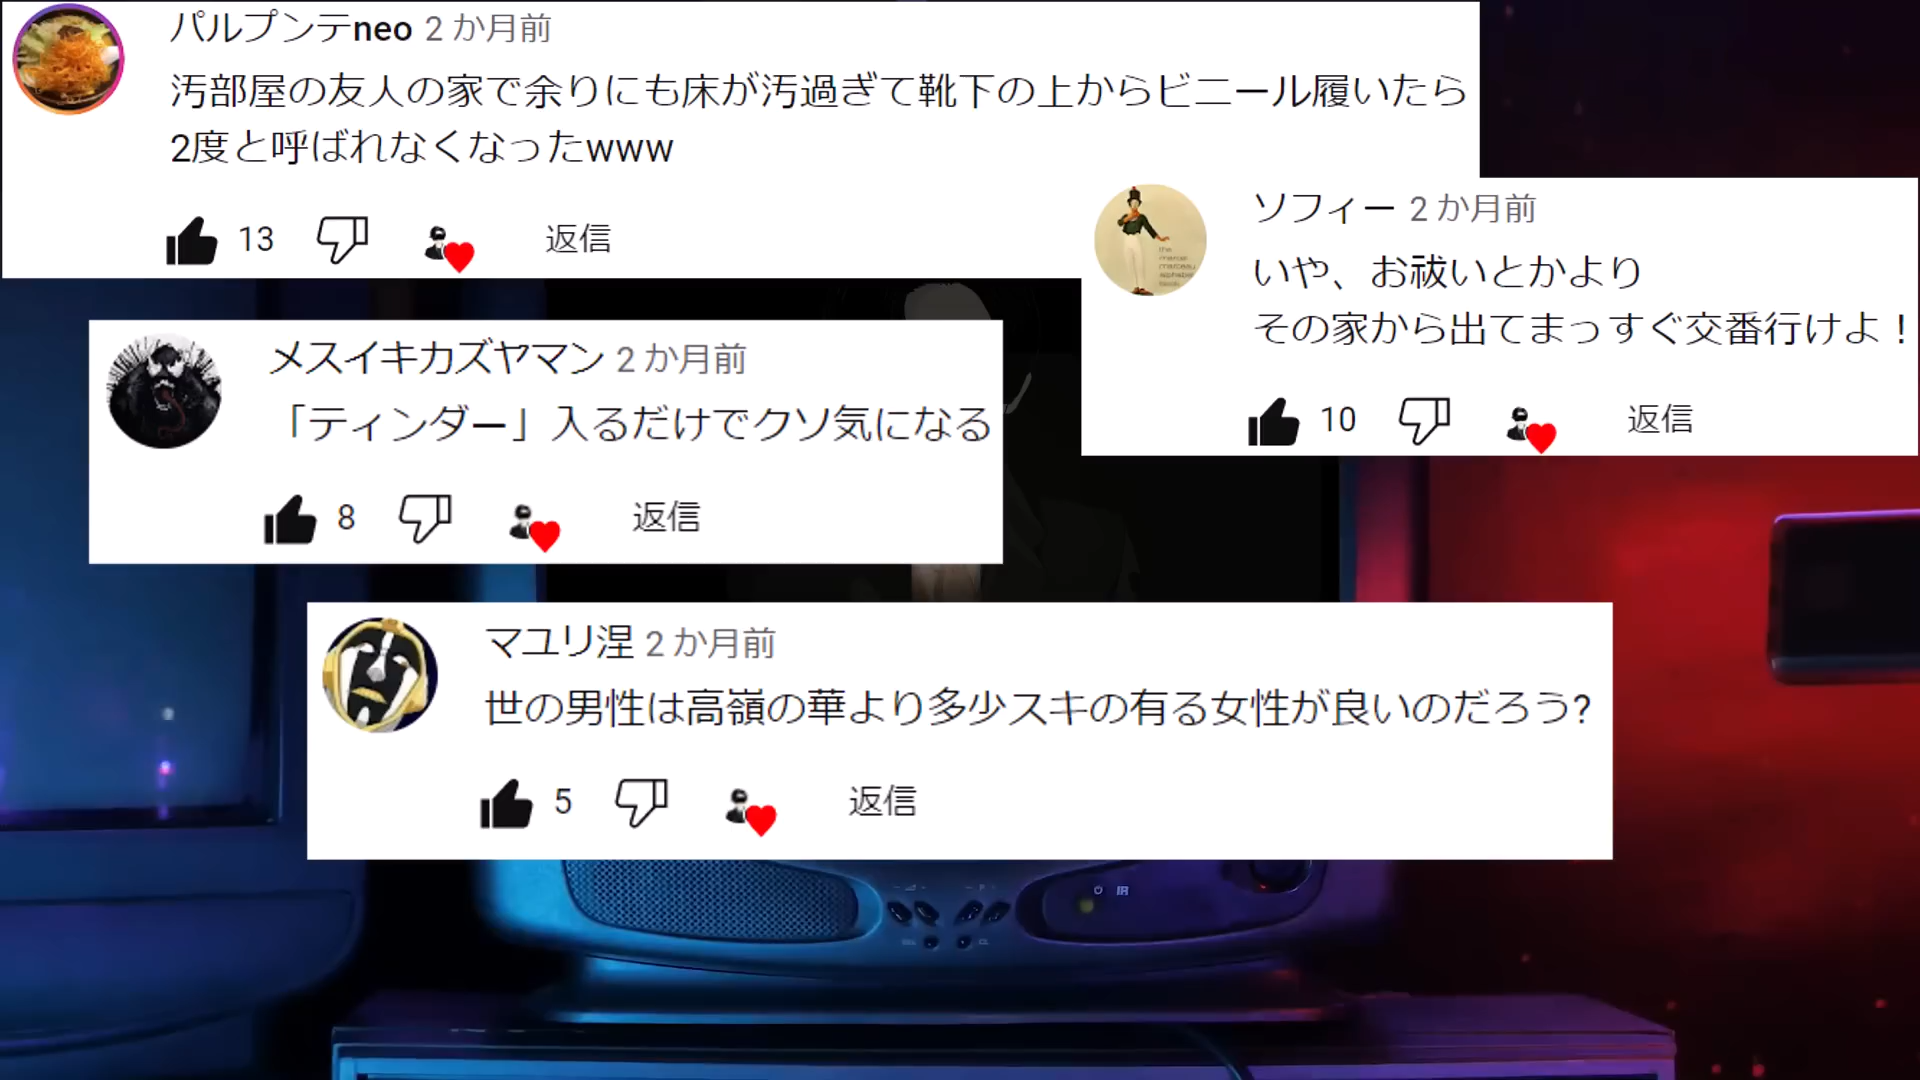 パルプンテneo 2 か月前
汚部屋の友人の家で余りにも床が汚過ぎて靴下の上からビニール履いたら
2度と呼ばれなくなったwww
13 返信
ソフィー 2 か月前
いや、お祓いとかより
その家から出てまっすぐ交番行けよ！
10 返信
メスイキカズヤマン 2 か月前
「ティンダー」入るだけでクソ気になる
8 返信
マユリ涅 2 か月前
世の男性は高嶺の華より多少スキの有る女性が良いのだろう?
5 返信
IR